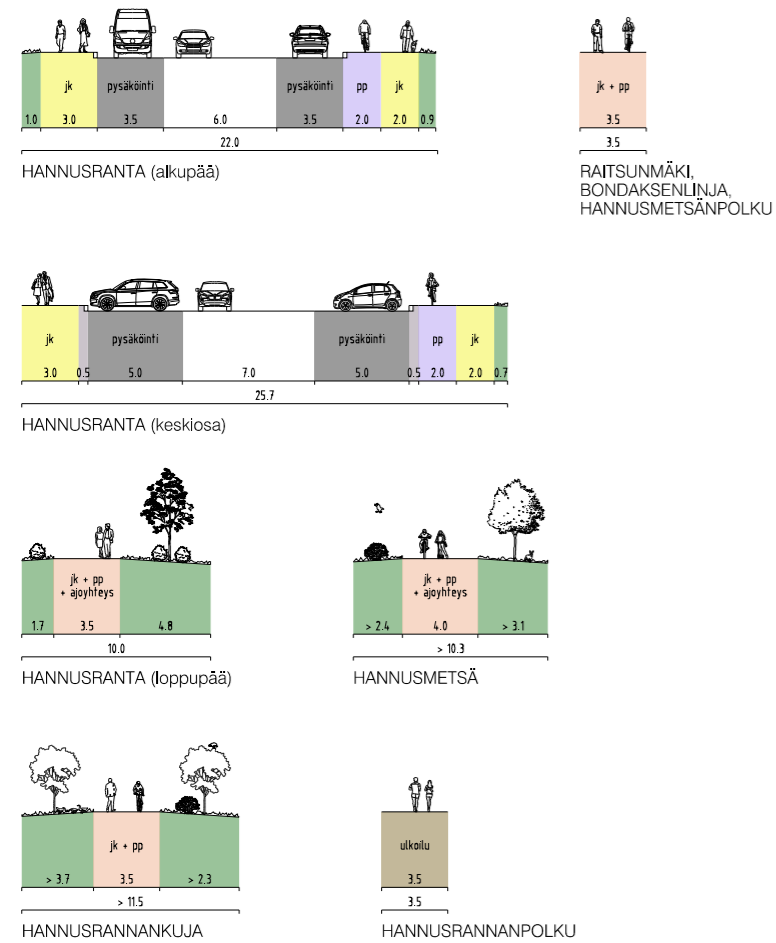 jk pysäköinti pysäköinti pp jk
1.0 3.0 3.5 6.0 3.5 2.0 2.0 0.9
22.0
HANNUSRANTA (alkupää)
jk + pp
3.5
3.5
RAITSUNMÄKI,
BONDAKSENLINJA,
HANNUSMETSÄNPOLKU
jk pysäköinti pysäköinti pp jk
3.0 0.5 5.0 7.0 5.0 0.5 2.0 2.0 0.7
25.7
HANNUSRANTA (keskiosa)
jk + pp
+ ajoyhteys
1.7 3.5 4.8
10.0
HANNUSRANTA (loppupää)
jk + pp
+ ajoyhteys
> 2.4 4.0 > 3.1
> 10.3
HANNUSMETSÄ
jk + pp
> 3.7 3.5 > 2.3
> 11.5
HANNUSRANNANKUJA
ulkoilu
3.5
3.5
HANNUSRANNANPOLKU